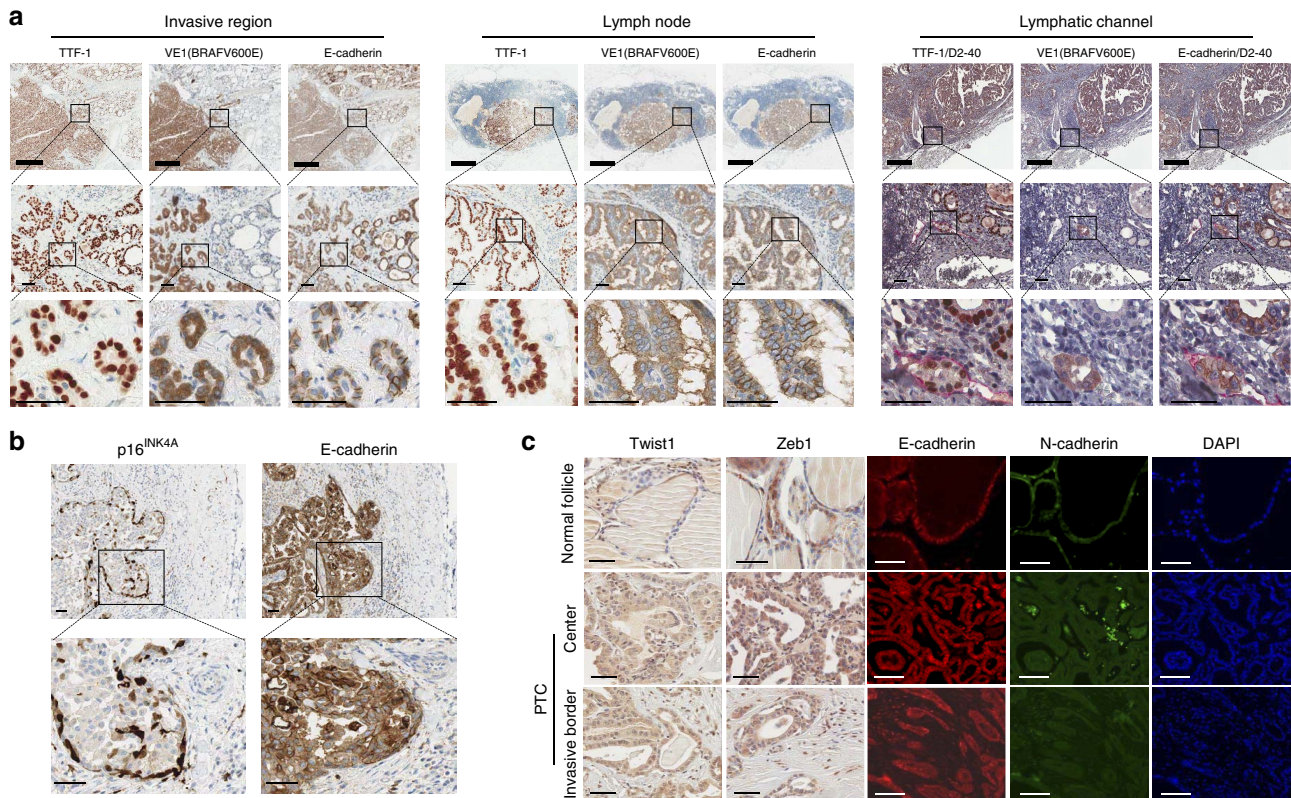 a
Invasive region
Lymph node
Lymphatic channel
TTF-1 VE1(BRAFV600E) E-cadherin
TTF-1 VE1(BRAFV600E) E-cadherin
TTF-1/D2-40 VE1(BRAFV600E) E-cadherin/D2-40
b
p16INK4A E-cadherin
c
Twist1 Zeb1 E-cadherin N-cadherin DAPI
Normal follicle
PTC
Center
Invasive border